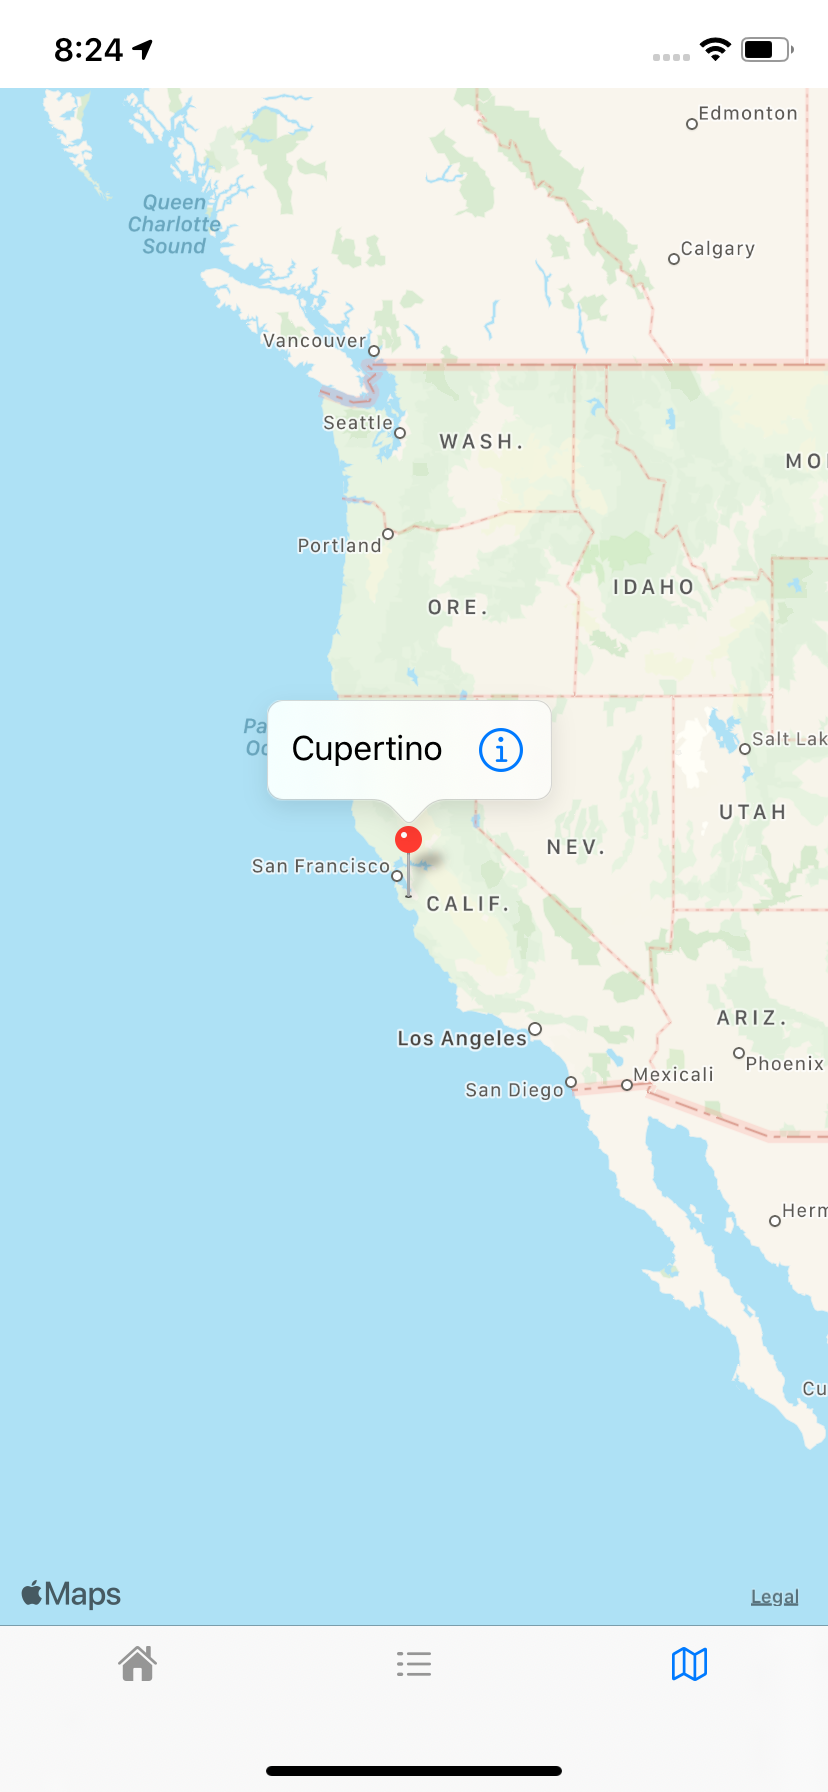 8:24
Edmonton
Queen
Charlotte
Sound
Calgary
Vancouver
Seattle
WASH.
MO
Portland
IDAHO
ORE.
Pa
Oc
Salt Lak
Cupertino
UTAH
NEV.
San Francisco
CALIF.
ARIZ.
Los Angeles
Phoenix
Mexicali
San Diego
Herm
Cu
Maps
Legal